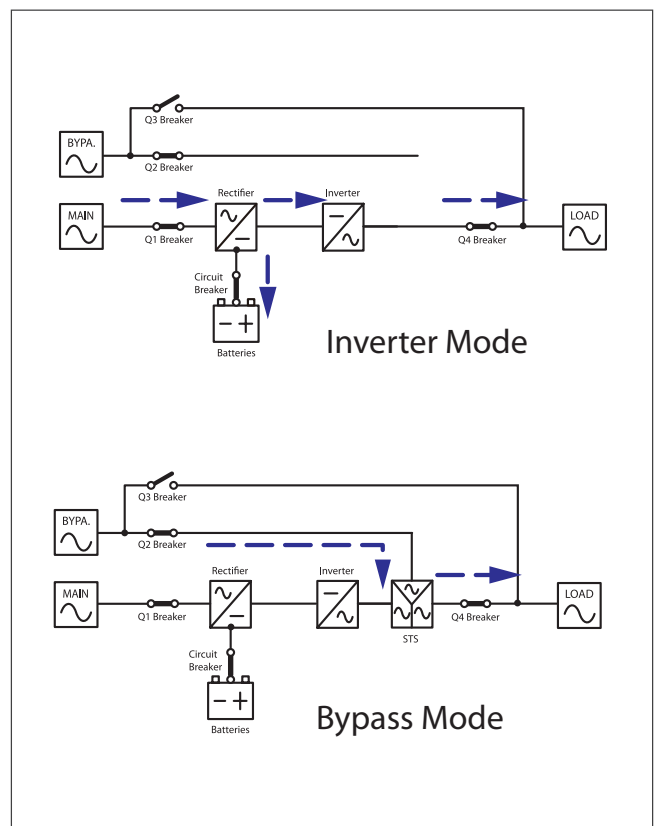 Q3 Breaker
BYPA.
Q2 Breaker
Rectifier
Inverter
MAIN
LOAD
Q1 Breaker
Q4 Breaker
Circuit
Breaker
Batteries
Inverter Mode
Q3 Breaker
BYPA.
Q2 Breaker
Rectifier
Inverter
MAIN
LOAD
Q1 Breaker
Q4 Breaker
STS
Circuit
Breaker
Batteries
Bypass Mode